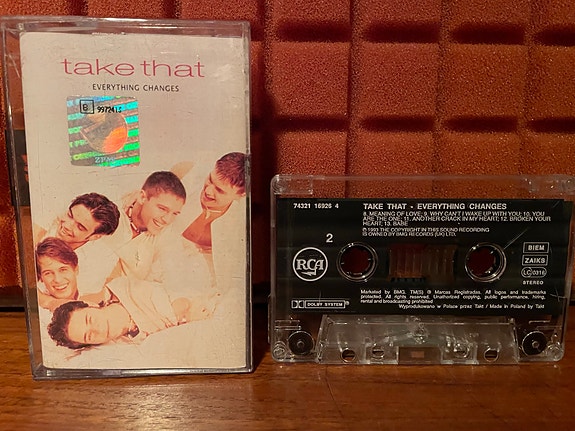 take that
EVERYTHING CHANGES
B 997241
ZPAV
74321 16926 4
TAKE THAT - EVERYTHING CHANGES
8. MEANING OF LOVE; 9. WHY CAN'T I WAKE UP WITH YOU; 10. YOU
ARE THE ONE; 11. ANOTHER CRACK IN MY HEART; 12. BROKEN YOUR
HEART; 13. BABE
℗ 1993 THE COPYRIGHT IN THIS SOUND RECORDING
IS OWNED BY BMG RECORDS (UK) LTD.
2
RCA
BIEM
ZAIKS
LC 0316
STEREO
DOLBY SYSTEM
Marketed by BMG, TM(S) ® Marcas Registradas. All logos and trademarks
protected. All rights reserved. Unathorized copying, public performance, hiring,
rental and broadcasting prohibited
Wyprodukowano w Polsce przez Takt / Made in Poland by Takt